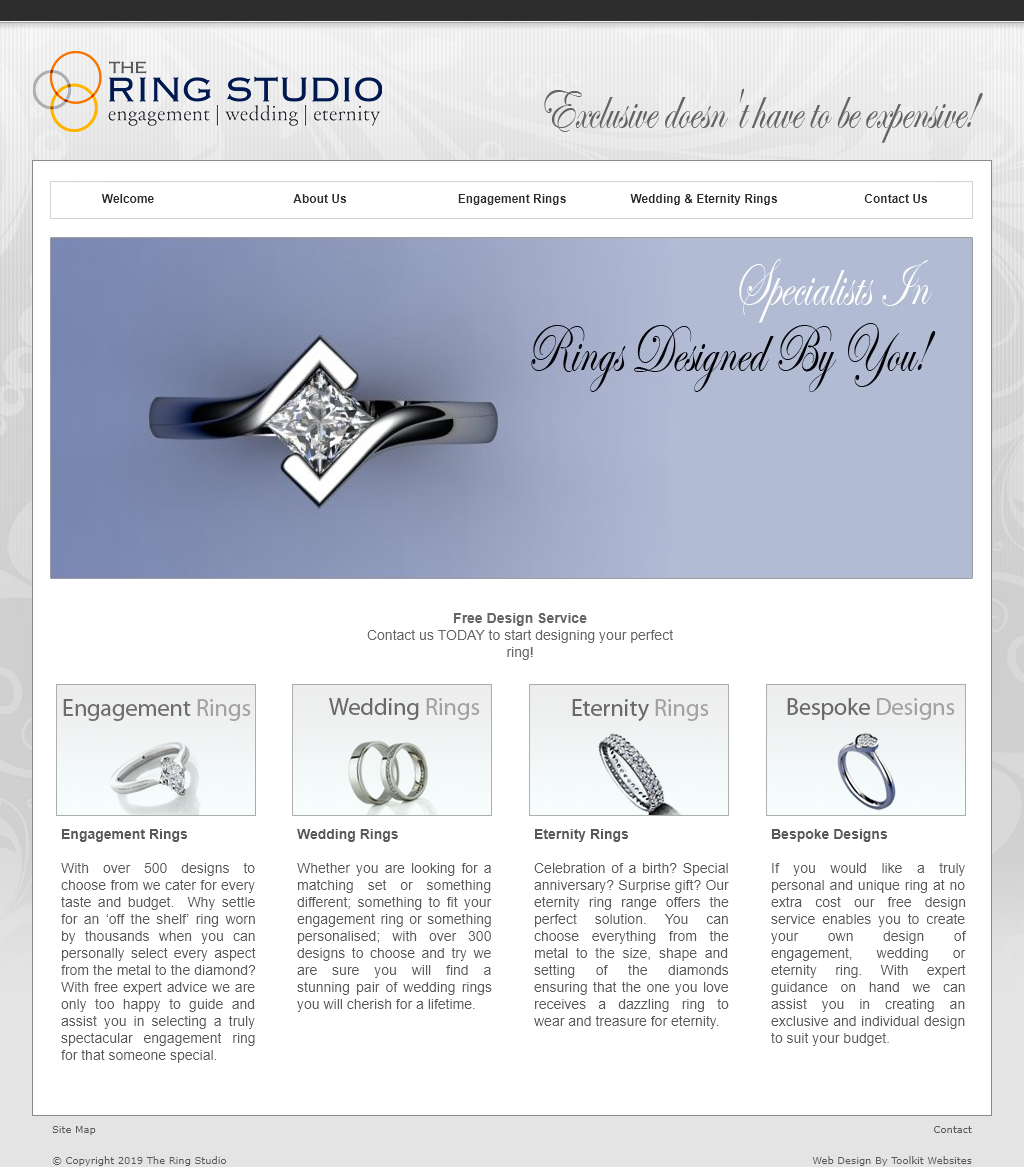 THE
RING STUDIO
engagement | wedding | eternity
Exclusive doesn't have to be expensive!
Welcome
About Us
Engagement Rings
Wedding & Eternity Rings
Contact Us
Specialists In
Rings Designed By You!
Free Design Service
Contact us TODAY to start designing your perfect
ring!
Engagement Rings
Engagement Rings
With over 500 designs to
choose from we cater for every
taste and budget. Why settle
for an ‘off the shelf’ ring worn
by thousands when you can
personally select every aspect
from the metal to the diamond?
With free expert advice we are
only too happy to guide and
assist you in selecting a truly
spectacular engagement ring
for that someone special.
Wedding Rings
Wedding Rings
Whether you are looking for a
matching set or something
different; something to fit your
engagement ring or something
personalised; with over 300
designs to choose and try we
are sure you will find a
stunning pair of wedding rings
you will cherish for a lifetime.
Eternity Rings
Eternity Rings
Celebration of a birth? Special
anniversary? Surprise gift? Our
eternity ring range offers the
perfect solution. You can
choose everything from the
metal to the size, shape and
setting of the diamonds
ensuring that the one you love
receives a dazzling ring to
wear and treasure for eternity.
Bespoke Designs
Bespoke Designs
If you would like a truly
personal and unique ring at no
extra cost our free design
service enables you to create
your own design of
engagement, wedding or
eternity ring. With expert
guidance on hand we can
assist you in creating an
exclusive and individual design
to suit your budget.
Site Map
Contact
© Copyright 2019 The Ring Studio
Web Design By Toolkit Websites